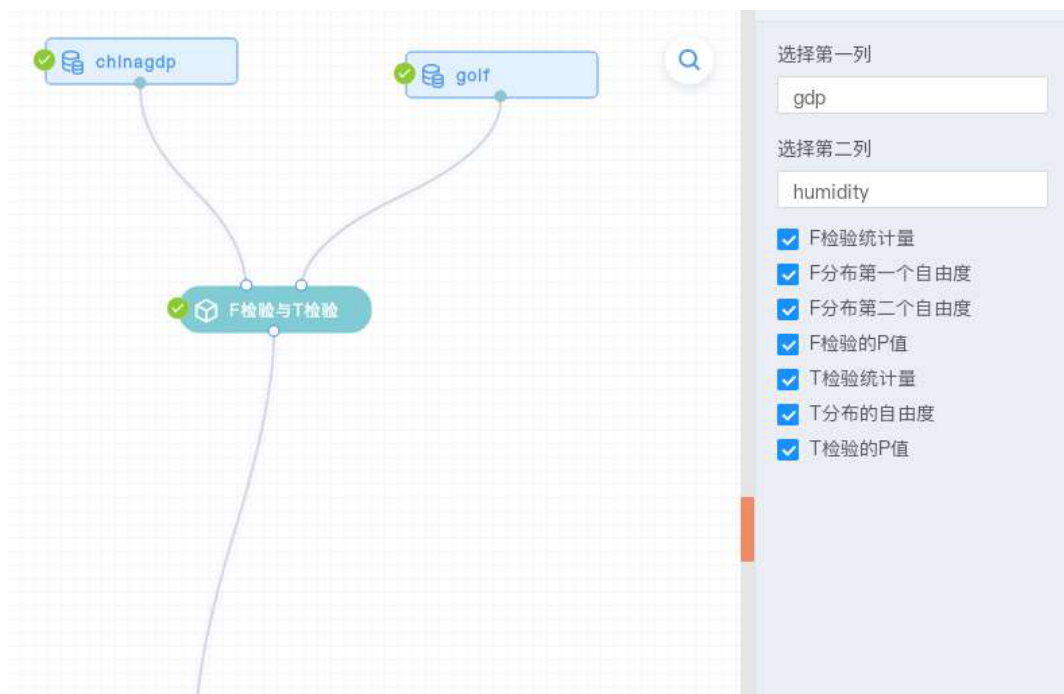 chinagdp
golf
F检验与T检验
选择第一列
gdp
选择第二列
humidity
F检验统计量
F分布第一个自由度
F分布第二个自由度
F检验的P值
T检验统计量
T分布的自由度
T检验的P值